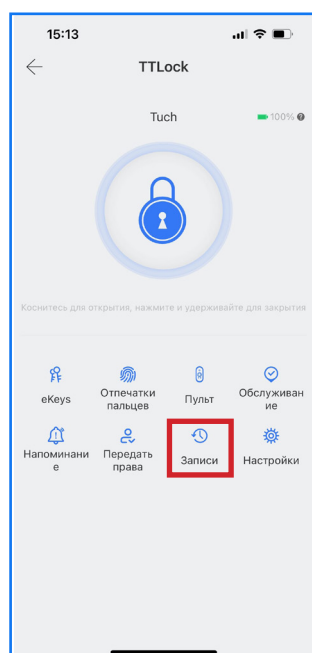 15:13
TTLock
Tuch
100%
Коснитесь для открытия, нажмите и удерживайте для закрытия
eKeys
Отпечатки
пальцев
Пульт
Обслуживан
ие
Напоминани
е
Передать
права
Записи
Настройки